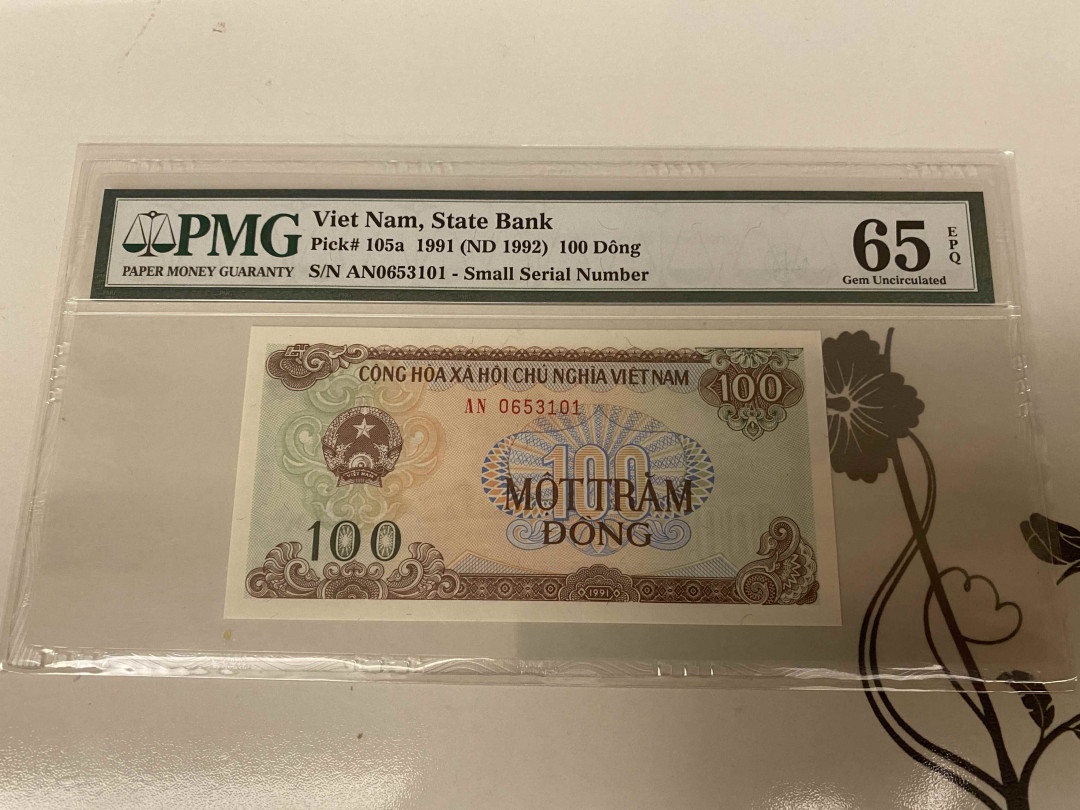 PMG
PAPER MONEY GUARANTY
Viet Nam, State Bank
Pick# 105a 1991 (ND 1992) 100 Dông
S/N AN0653101 - Small Serial Number
65
EPQ
Gem Uncirculated
CỘNG HÒA XÃ HỘI CHỦ NGHĨA VIỆT NAM
100
AN 0653101
VIỆT NAM
100
MỘT TRĂM
ĐỒNG
100
1991